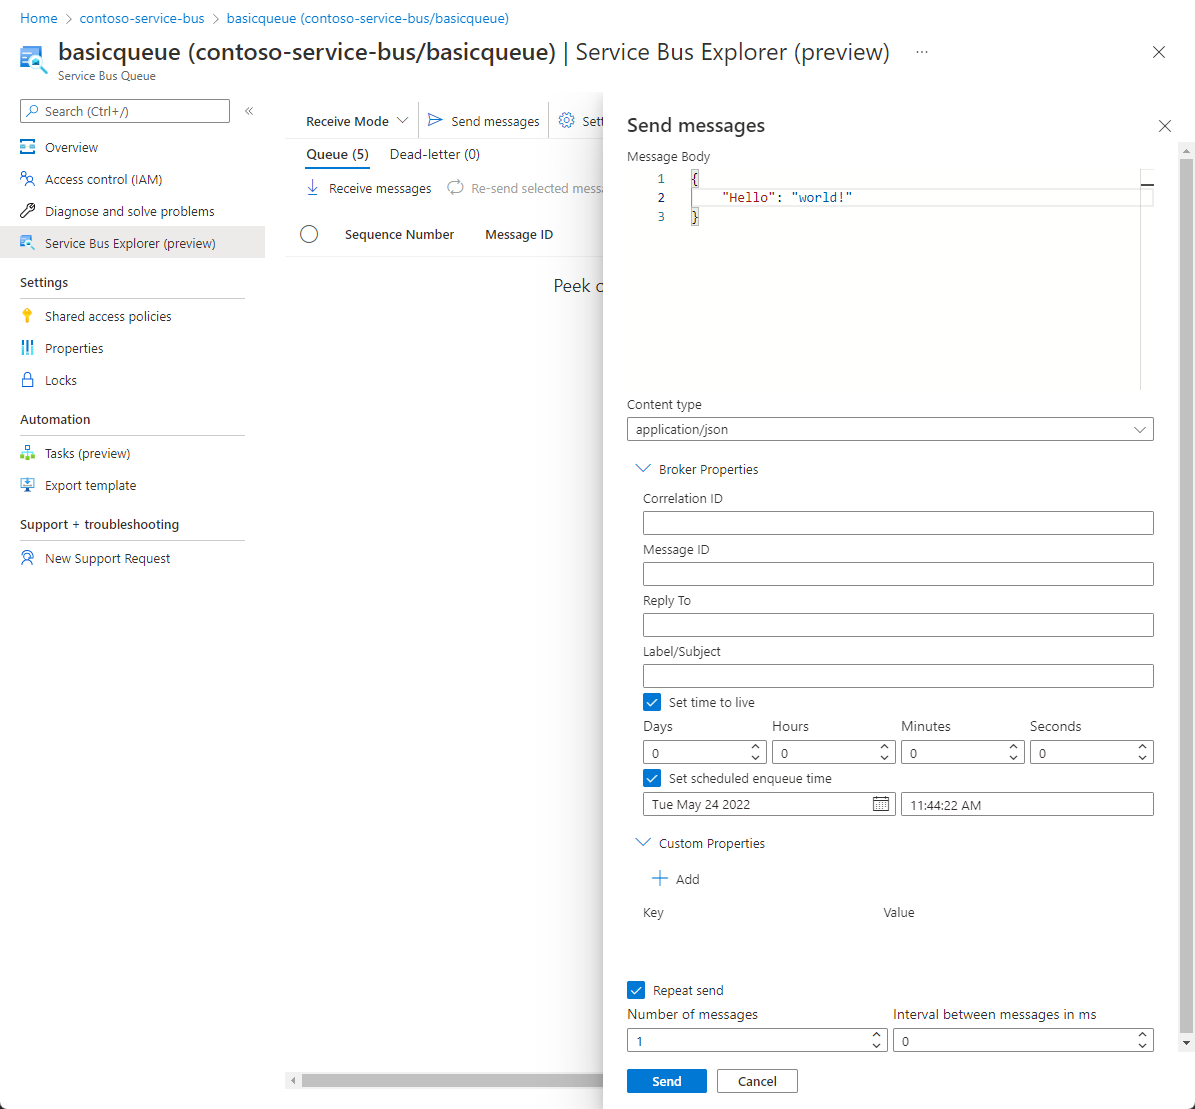 Home > contoso-service-bus > basicqueue (contoso-service-bus/basicqueue)
basicqueue (contoso-service-bus/basicqueue) | Service Bus Explorer (preview) ...
Service Bus Queue
Search (Ctrl+/) «
Overview
Access control (IAM)
Diagnose and solve problems
Service Bus Explorer (preview)
Settings
Shared access policies
Properties
Locks
Automation
Tasks (preview)
Export template
Support + troubleshooting
New Support Request
Receive Mode Send messages Sett
Queue (5) Dead-letter (0)
Receive messages Re-send selected messa
Sequence Number Message ID
Peek o
Send messages
Message Body
1 {
2 "Hello": "world!"
3 }
Content type
application/json
Broker Properties
Correlation ID
Message ID
Reply To
Label/Subject
Set time to live
Days Hours Minutes Seconds
0 0 0 0
Set scheduled enqueue time
Tue May 24 2022 11:44:22 AM
Custom Properties
+ Add
Key Value
Repeat send
Number of messages Interval between messages in ms
1 0
Send Cancel